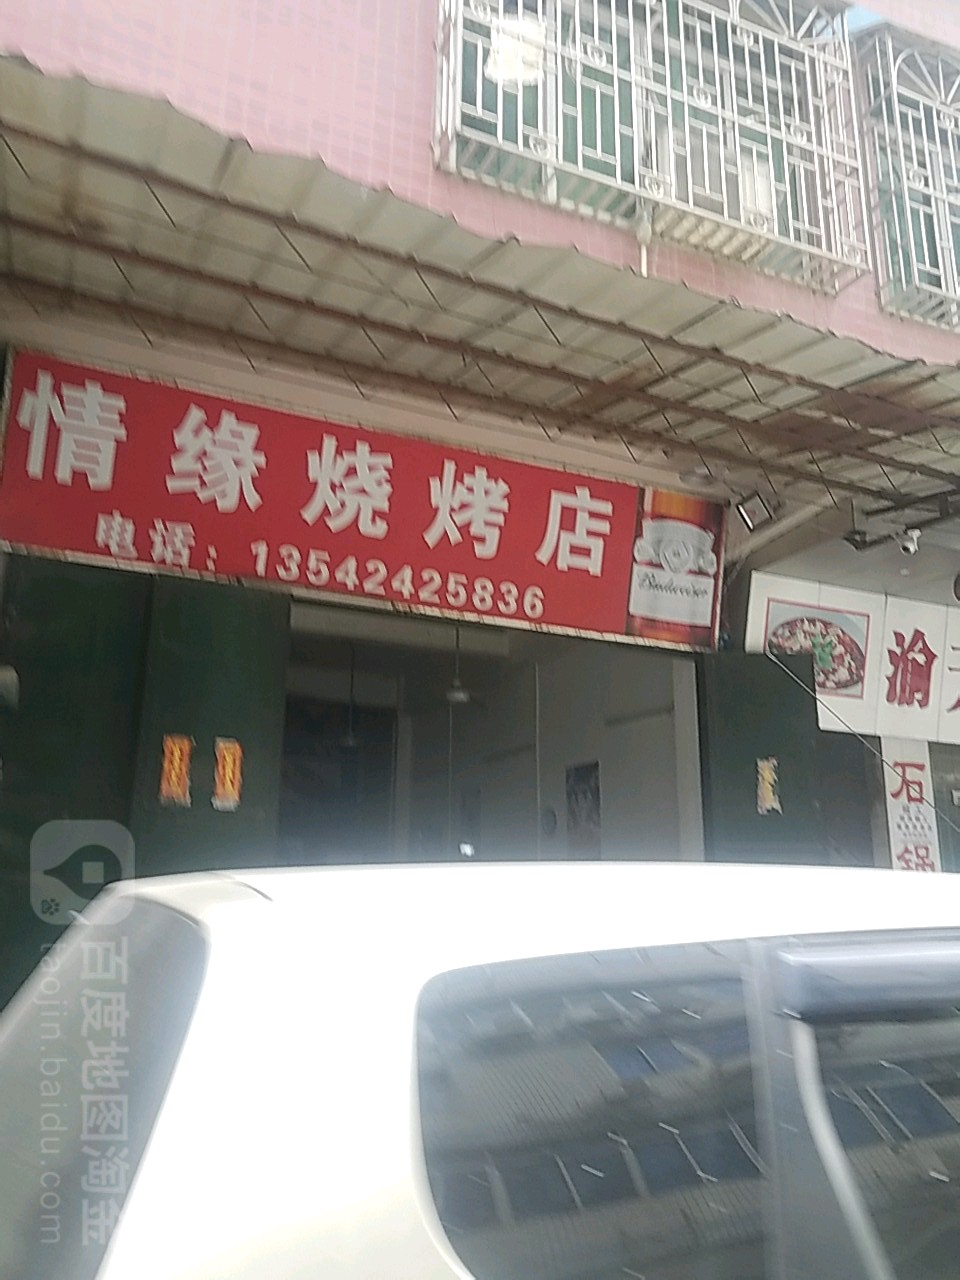 情缘烧烤店
电话：13542425836
Budweiser
渝
石
锅
百度地图淘金
taojin.baidu.com